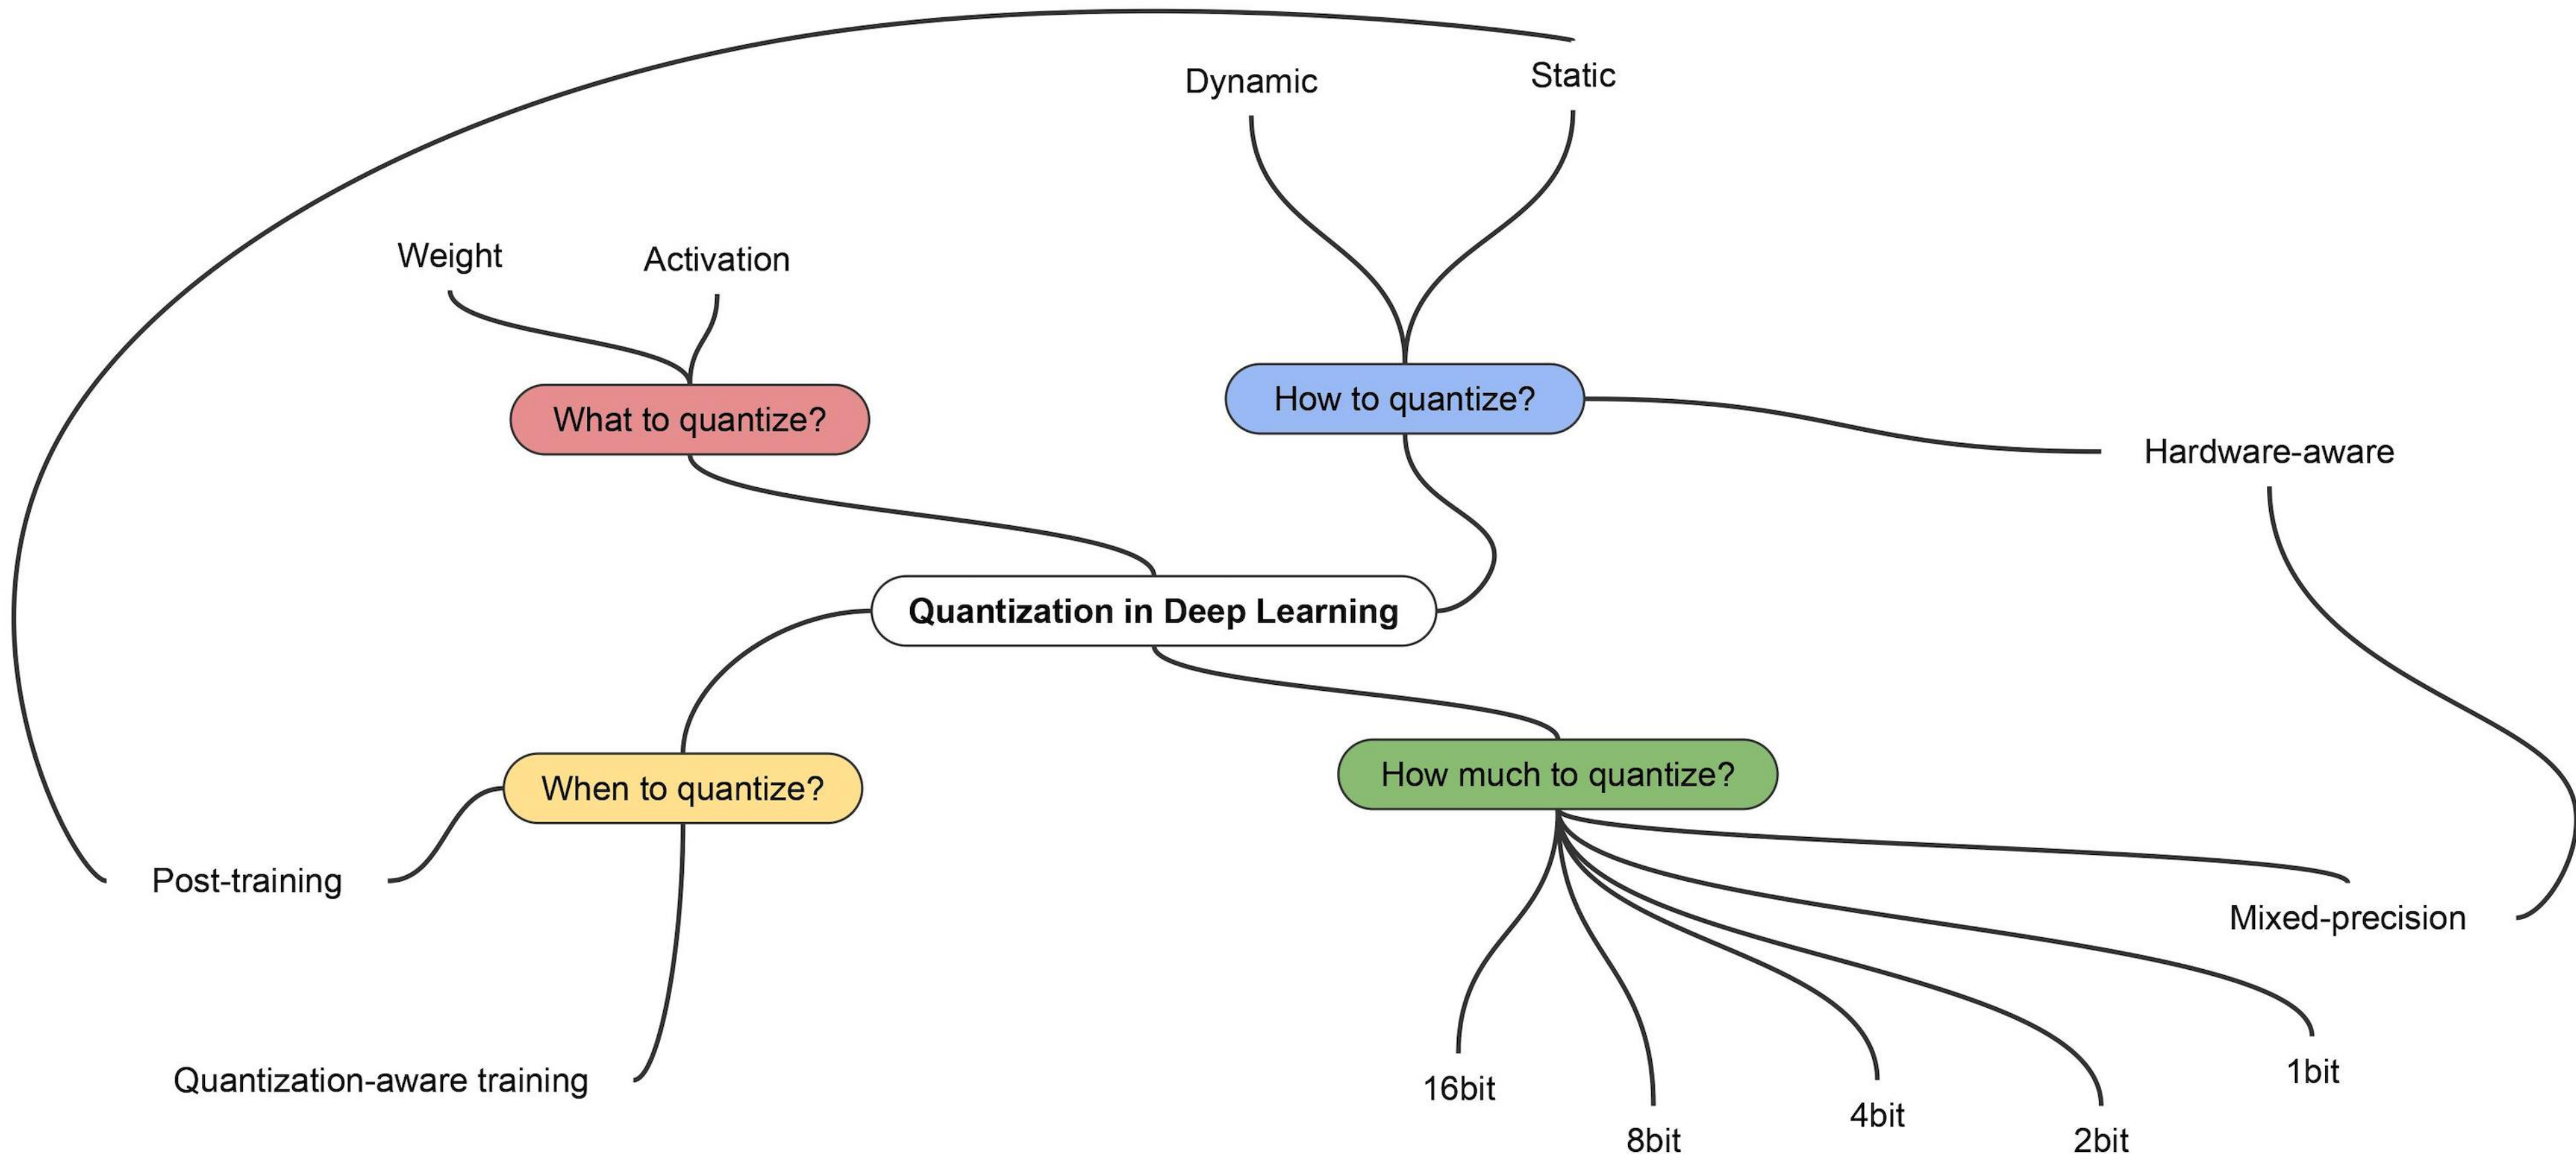 Dynamic
Static
Weight
Activation
What to quantize?
How to quantize?
Hardware-aware
Quantization in Deep Learning
When to quantize?
How much to quantize?
Post-training
Mixed-precision
Quantization-aware training
16bit
8bit
4bit
2bit
1bit